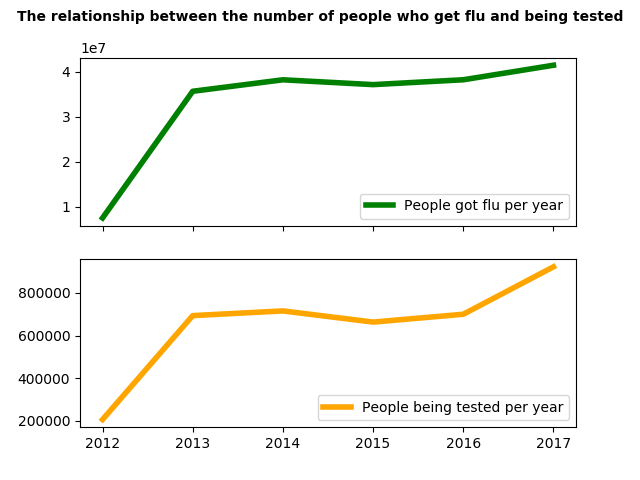 The relationship between the number of people who get flu and being tested
1e7
4
3
2
1
People got flu per year
800000
600000
400000
200000
People being tested per year
2012 2013 2014 2015 2016 2017